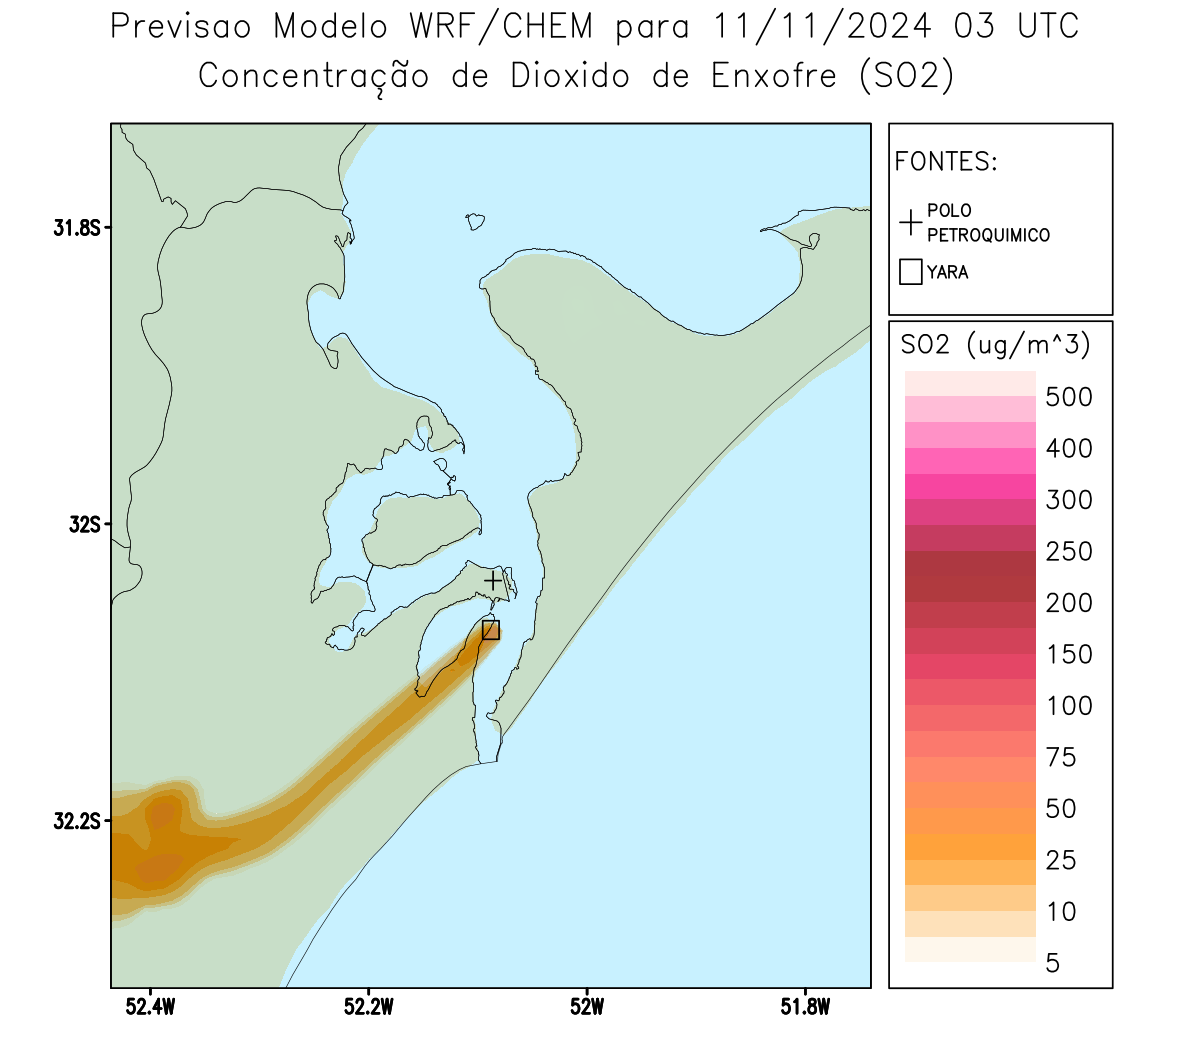 Previsao Modelo WRF/CHEM para 11/11/2024 03 UTC
Concentração de Dioxido de Enxofre (SO2)
FONTES:
POLO
PETROQUIMICO
YARA
SO2 (ug/m^3)
500
400
300
250
200
150
100
75
50
25
10
5
31.8S
32S
32.2S
52.4W
52.2W
52W
51.8W